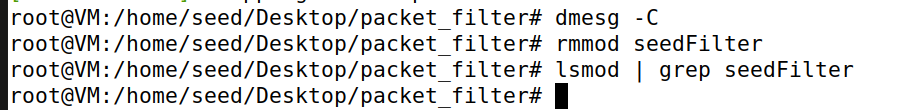 root@VM:/home/seed/Desktop/packet_filter# dmesg -C
root@VM:/home/seed/Desktop/packet_filter# rmmod seedFilter
root@VM:/home/seed/Desktop/packet_filter# lsmod | grep seedFilter
root@VM:/home/seed/Desktop/packet_filter#